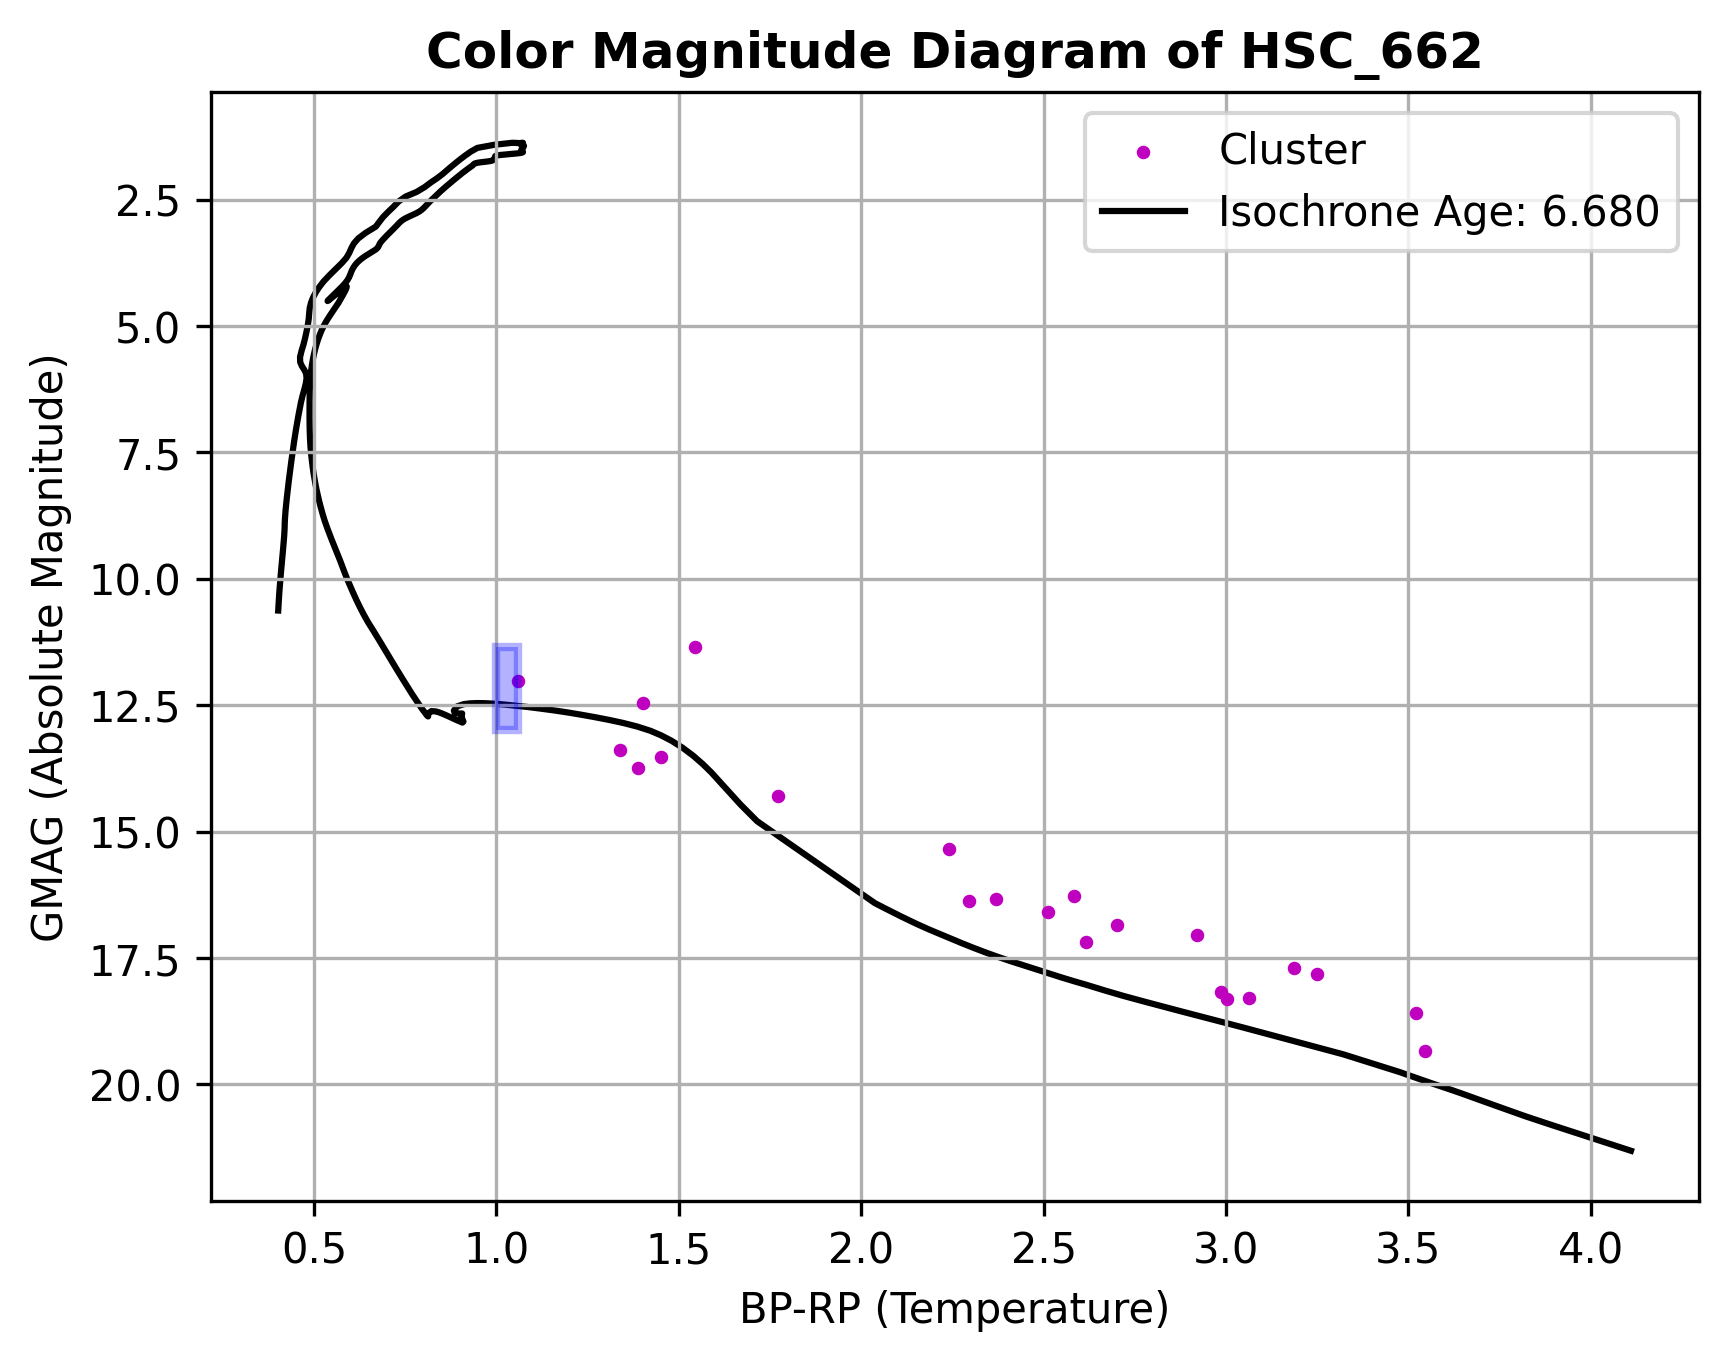 Color Magnitude Diagram of HSC_662
Cluster
Isochrone Age: 6.680
GMAG (Absolute Magnitude)
2.5
5.0
7.5
10.0
12.5
15.0
17.5
20.0
0.5 1.0 1.5 2.0 2.5 3.0 3.5 4.0
BP-RP (Temperature)